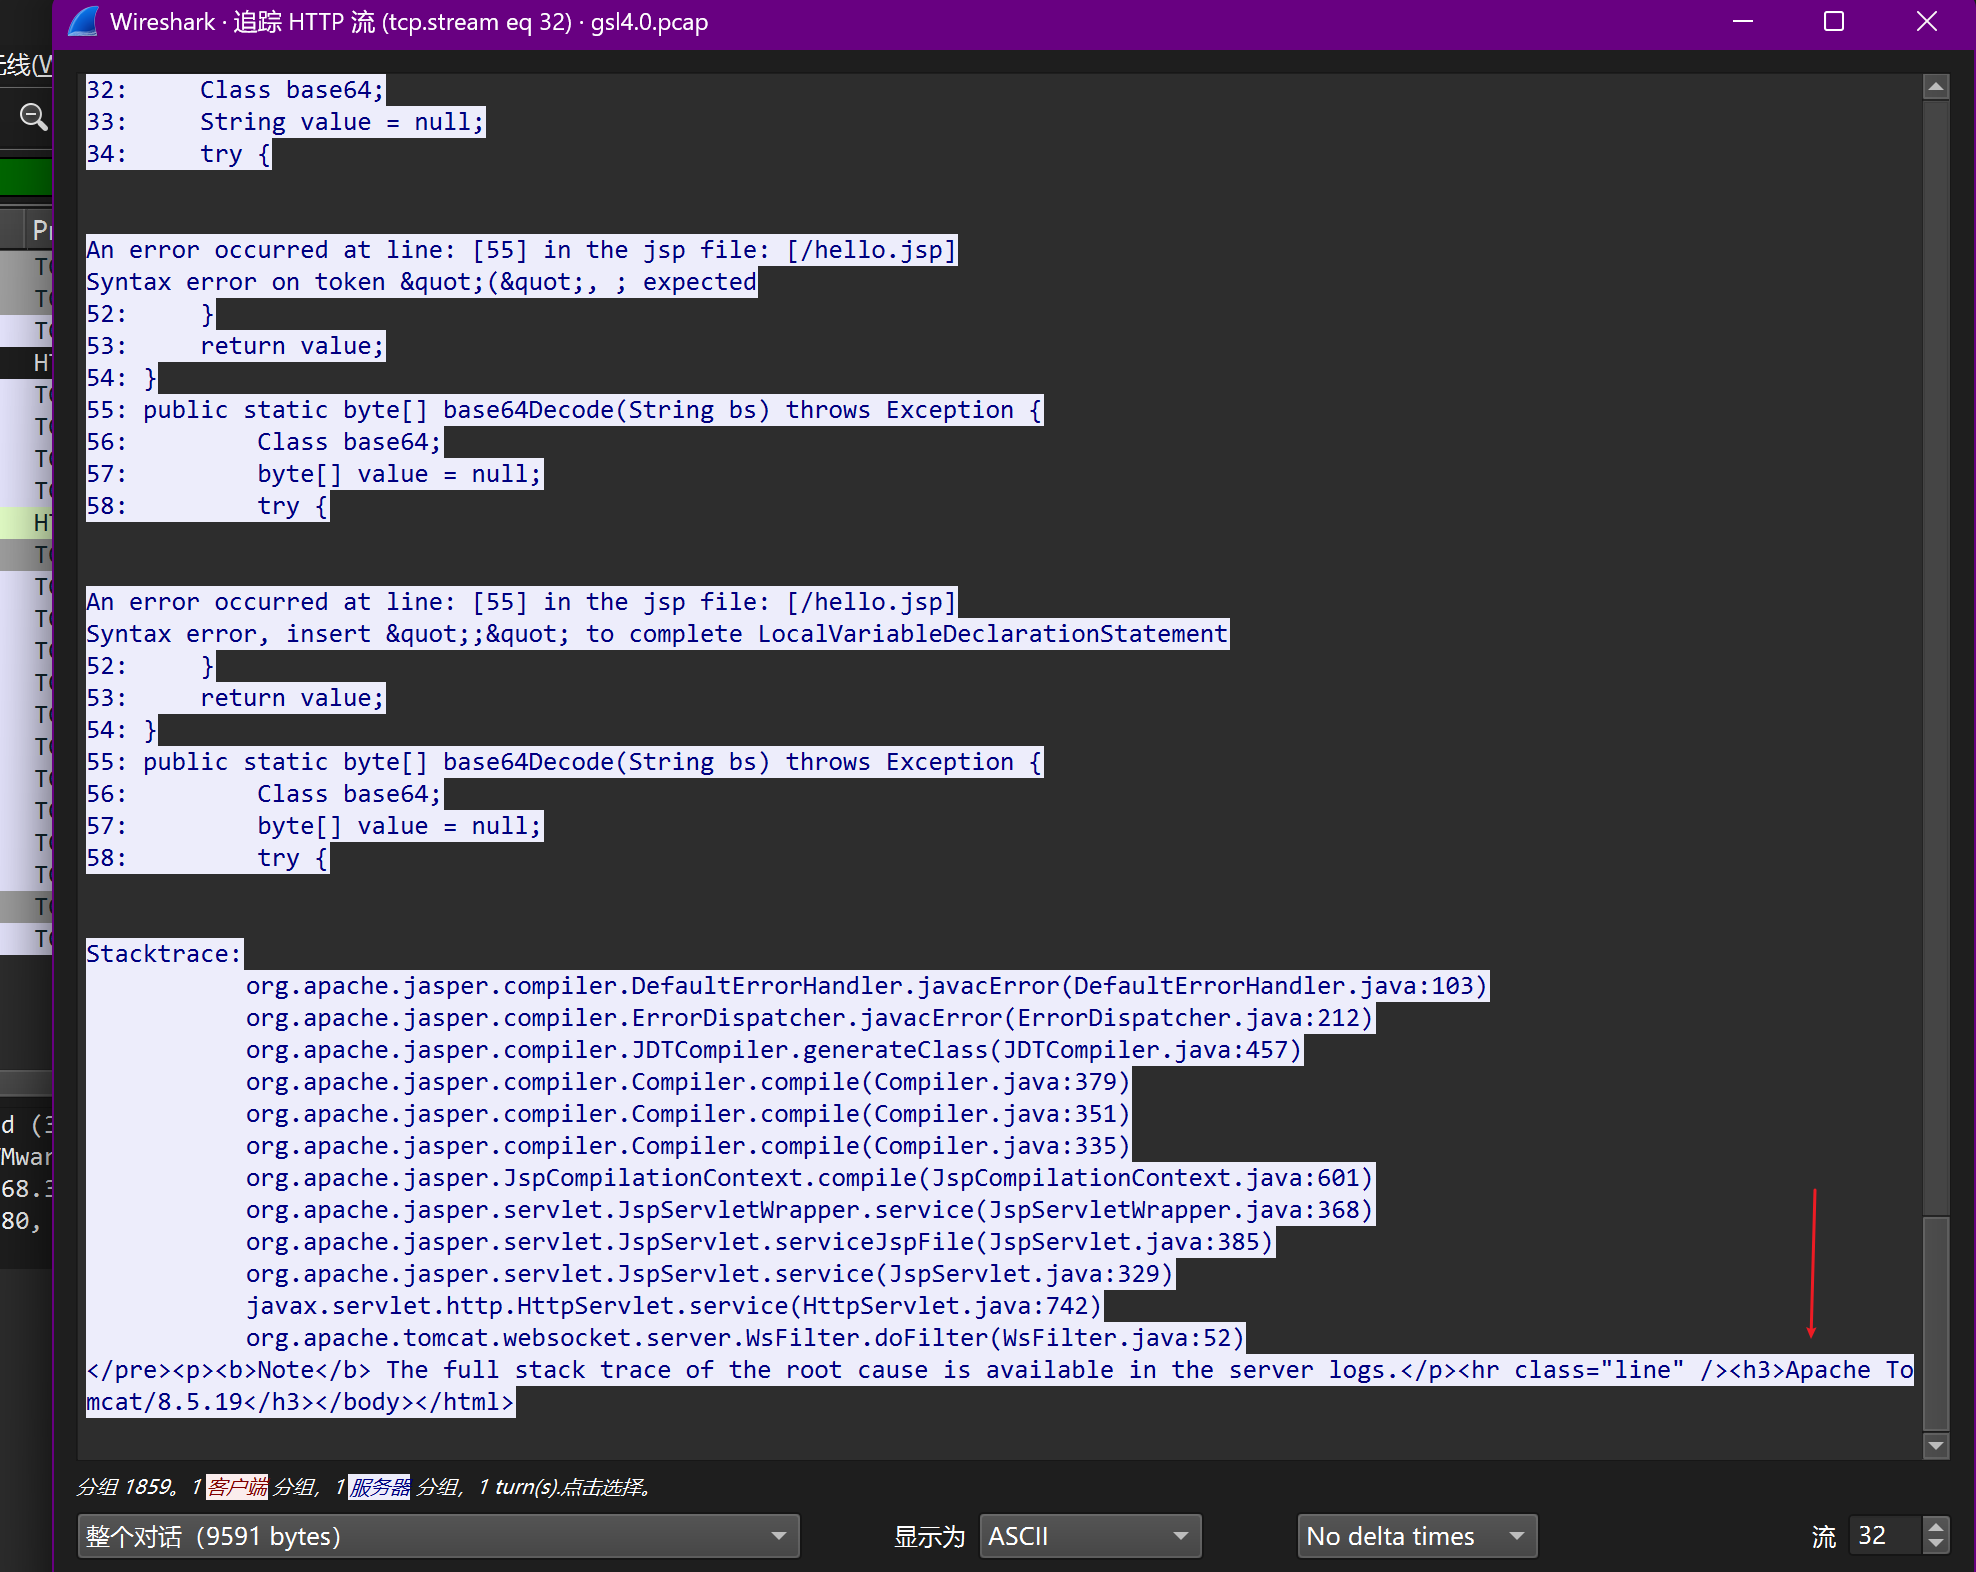 Wireshark · 追踪 HTTP 流 (tcp.stream eq 32) · gsl4.0.pcap
32:     Class base64;
33:     String value = null;
34:     try {
An error occurred at line: [55] in the jsp file: [/hello.jsp]
Syntax error on token &quot;(&quot;, ; expected
52:     }
53:     return value;
54: }
55: public static byte[] base64Decode(String bs) throws Exception {
56:         Class base64;
57:         byte[] value = null;
58:         try {
An error occurred at line: [55] in the jsp file: [/hello.jsp]
Syntax error, insert &quot;;&quot; to complete LocalVariableDeclarationStatement
52:     }
53:     return value;
54: }
55: public static byte[] base64Decode(String bs) throws Exception {
56:         Class base64;
57:         byte[] value = null;
58:         try {
Stacktrace:
org.apache.jasper.compiler.DefaultErrorHandler.javacError(DefaultErrorHandler.java:103)
org.apache.jasper.compiler.ErrorDispatcher.javacError(ErrorDispatcher.java:212)
org.apache.jasper.compiler.JDTCompiler.generateClass(JDTCompiler.java:457)
org.apache.jasper.compiler.Compiler.compile(Compiler.java:379)
org.apache.jasper.compiler.Compiler.compile(Compiler.java:351)
org.apache.jasper.compiler.Compiler.compile(Compiler.java:335)
org.apache.jasper.JspCompilationContext.compile(JspCompilationContext.java:601)
org.apache.jasper.servlet.JspServletWrapper.service(JspServletWrapper.java:368)
org.apache.jasper.servlet.JspServlet.serviceJspFile(JspServlet.java:385)
org.apache.jasper.servlet.JspServlet.service(JspServlet.java:329)
javax.servlet.http.HttpServlet.service(HttpServlet.java:742)
org.apache.tomcat.websocket.server.WsFilter.doFilter(WsFilter.java:52)
</pre><p><b>Note</b> The full stack trace of the root cause is available in the server logs.</p><hr class="line" /><h3>Apache To
mcat/8.5.19</h3></body></html>
分组 1859。1 客户端 分组，1 服务器 分组，1 turn(s).点击选择。
整个对话（9591 bytes） 显示为 ASCII No delta times 流 32